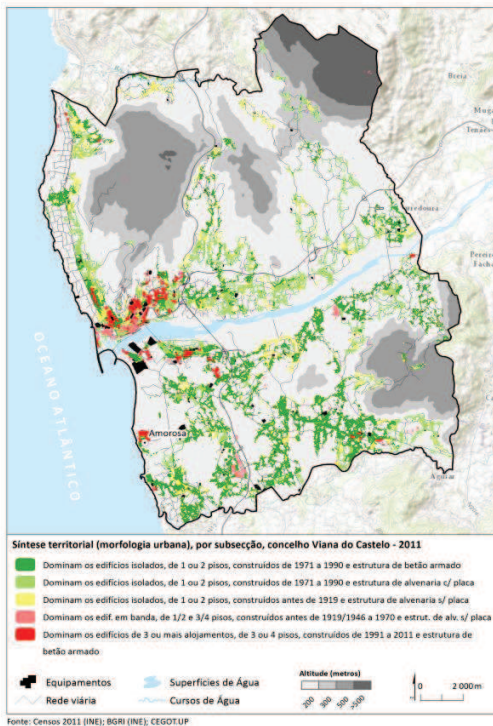 Breia
OCEANO ATLÂNTICO
Amorosa
Aguiar
Síntese territorial (morfologia urbana), por subsecção, concelho Viana do Castelo - 2011
Dominam os edifícios isolados, de 1 ou 2 pisos, construídos de 1971 a 1990 e estrutura de betão armado
Dominam os edifícios isolados, de 1 ou 2 pisos, construídos de 1971 a 1990 e estrutura de alvenaria c/ placa
Dominam os edifícios isolados, de 1 ou 2 pisos, construídos antes de 1919 e estrutura de alvenaria s/ placa
Dominam os edif. em banda, de 1/2 e 3/4 pisos, construídos antes de 1919/1946 a 1970 e estrut. de alv. s/ placa
Dominam os edifícios de 3 ou mais alojamentos, de 3 ou 4 pisos, construídos de 1991 a 2011 e estrutura de
betão armado
Equipamentos
Superfícies de Água
Altitude (metros)
Rede viária
Cursos de Água
200
300
500
>500
0
2 000 m
Fonte: Censos 2011 (INE); BGRI (INE); CEGOT.UP